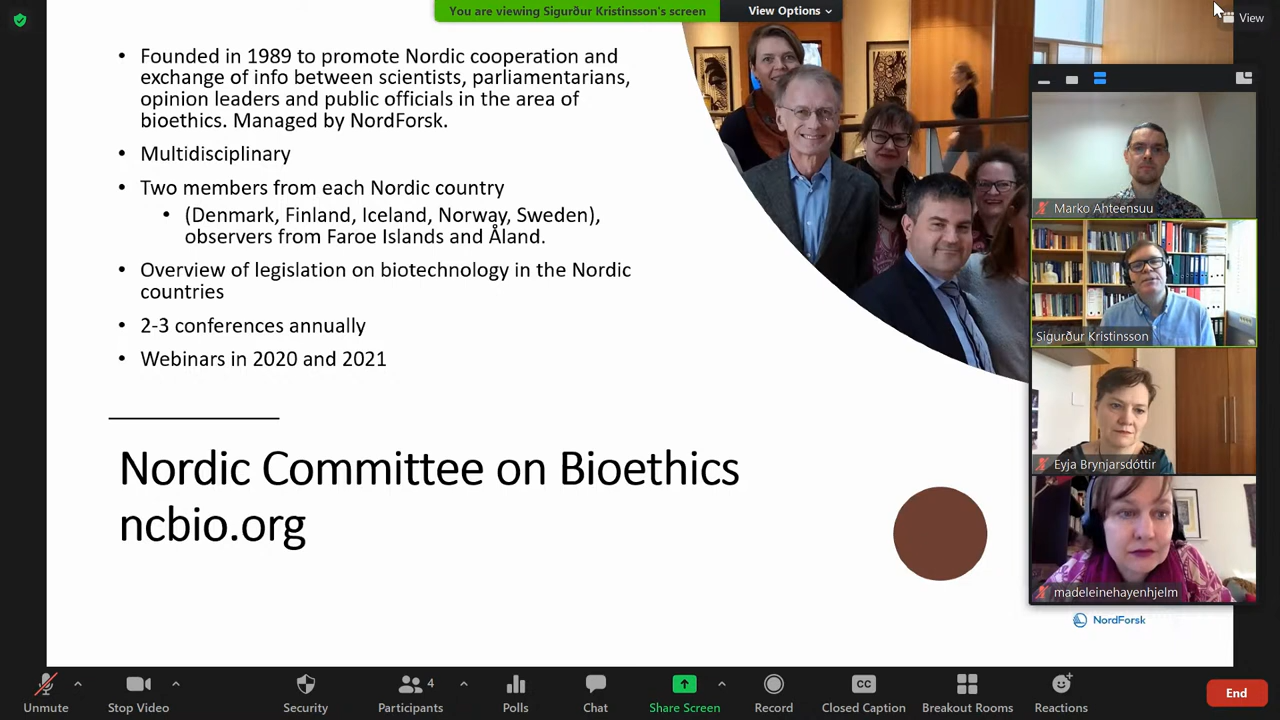 You are viewing Sigurður Kristinsson's screen
View Options
View
• Founded in 1989 to promote Nordic cooperation and
exchange of info between scientists, parliamentarians,
opinion leaders and public officials in the area of
bioethics. Managed by NordForsk.
• Multidisciplinary
• Two members from each Nordic country
• (Denmark, Finland, Iceland, Norway, Sweden),
observers from Faroe Islands and Åland.
• Overview of legislation on biotechnology in the Nordic
countries
• 2-3 conferences annually
• Webinars in 2020 and 2021
Nordic Committee on Bioethics
ncbio.org
Marko Ahteensuu
Sigurður Kristinsson
Eyja Brynjarsdóttir
madeleinehayenhjelm
NordForsk
Unmute
Stop Video
Security
Participants
4
Polls
Chat
Share Screen
Record
CC
Closed Caption
Breakout Rooms
Reactions
End